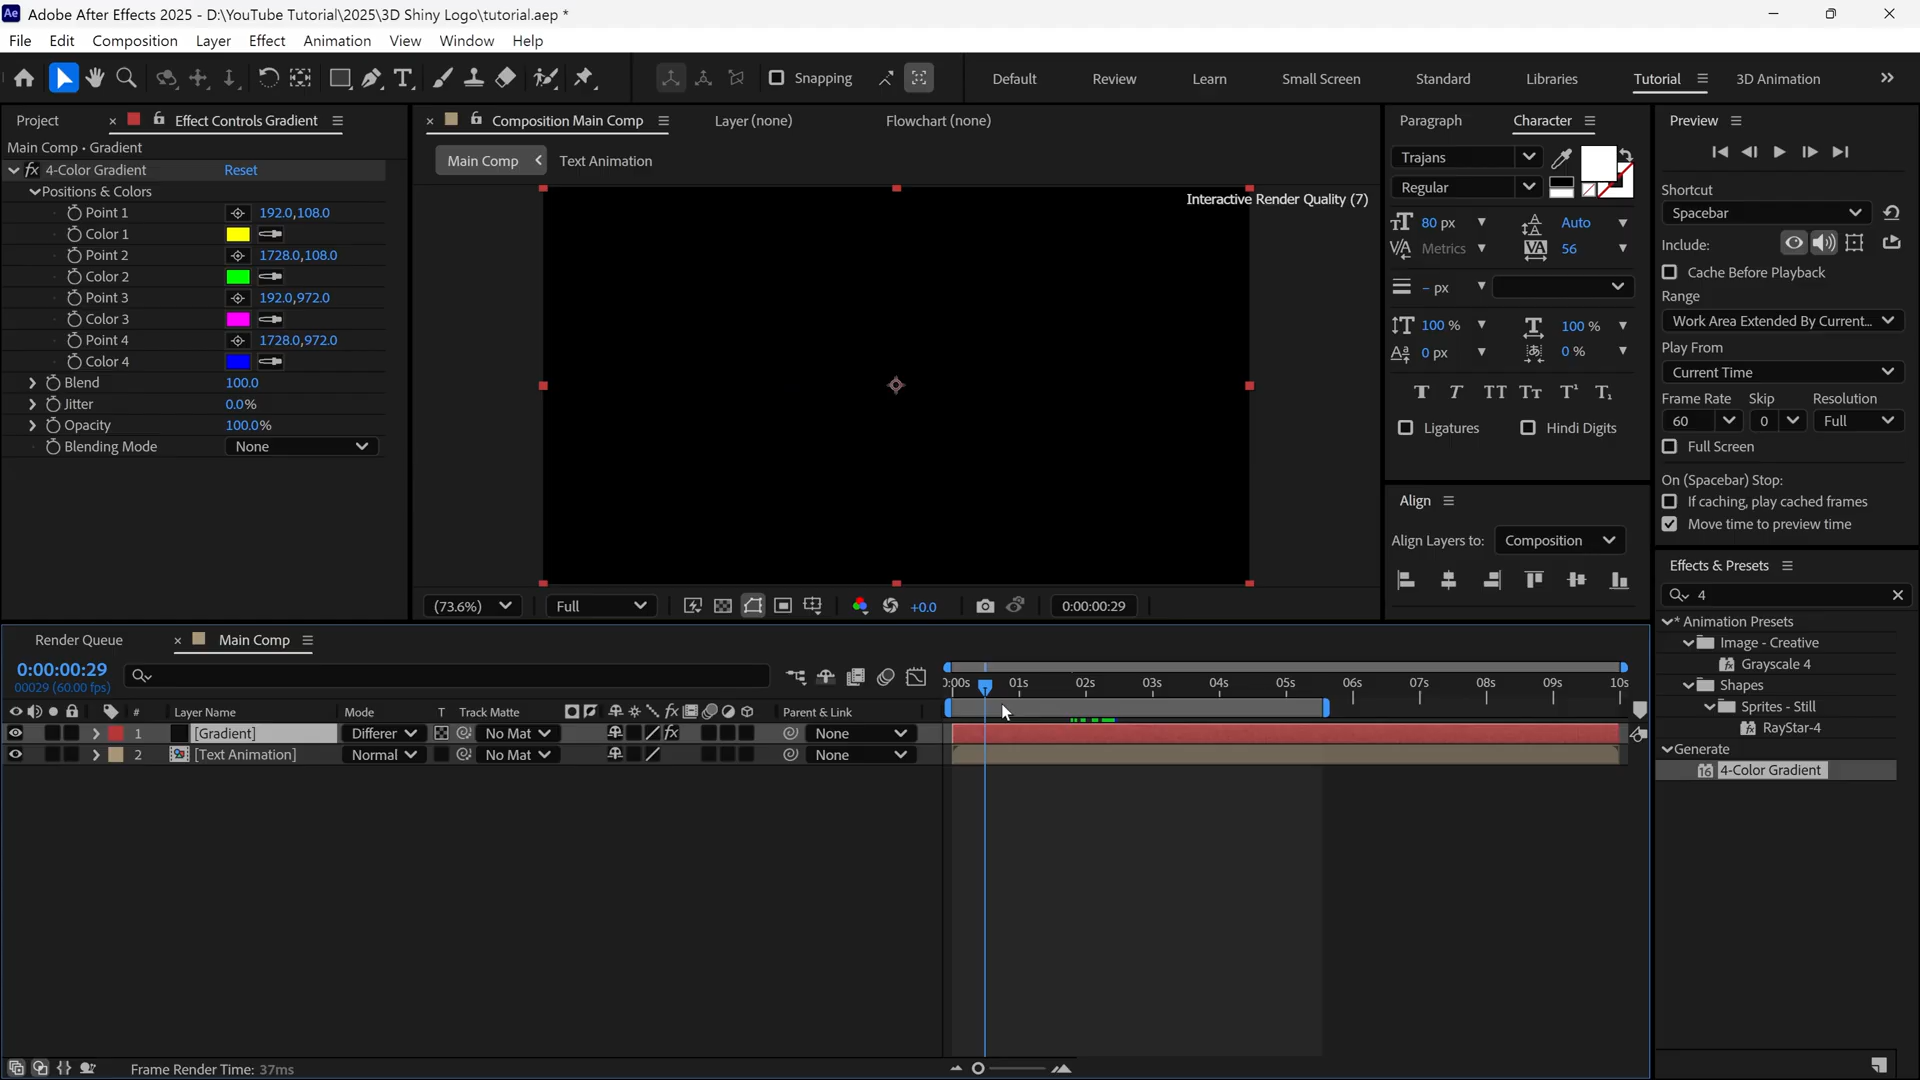 Adobe After Effects 2025 - D:\YouTube Tutorial\2025\3D Shiny Logo\tutorial.aep *
File Edit Composition Layer Effect Animation View Window Help
Snapping
Default Review Learn Small Screen Standard Libraries Tutorial 3D Animation
Project
Effect Controls Gradient
Main Comp • Gradient
fx 4-Color Gradient Reset
Positions & Colors
Point 1 192.0,108.0
Color 1
Point 2 1728.0,108.0
Color 2
Point 3 192.0,972.0
Color 3
Point 4 1728.0,972.0
Color 4
Blend 100.0
Jitter 0.0%
Opacity 100.0%
Blending Mode None
Composition Main Comp
Layer (none)
Flowchart (none)
Main Comp Text Animation
Interactive Render Quality (7)
(73.6%) Full +0.0 0:00:00:29
Paragraph Character
Trajans
Regular
80 px Auto
Metrics 56
– px
100 % 100 %
0 px 0 %
Ligatures Hindi Digits
Align
Align Layers to: Composition
Preview
Shortcut
Spacebar
Include:
Cache Before Playback
Range
Work Area Extended By Current...
Play From
Current Time
Frame Rate Skip Resolution
60 0 Full
Full Screen
On (Spacebar) Stop:
If caching, play cached frames
Move time to preview time
Effects & Presets
4
* Animation Presets
Image - Creative
Grayscale 4
Shapes
Sprites - Still
RayStar-4
Generate
4-Color Gradient
Render Queue Main Comp
0:00:00:29
00029 (60.00 fps)
0:00s 01s 02s 03s 04s 05s 06s 07s 08s 09s 10s
# Layer Name Mode T Track Matte fx Parent & Link
1 [Gradient] Differ No Mat fx None
2 [Text Animation] Normal No Mat None
Frame Render Time: 37ms